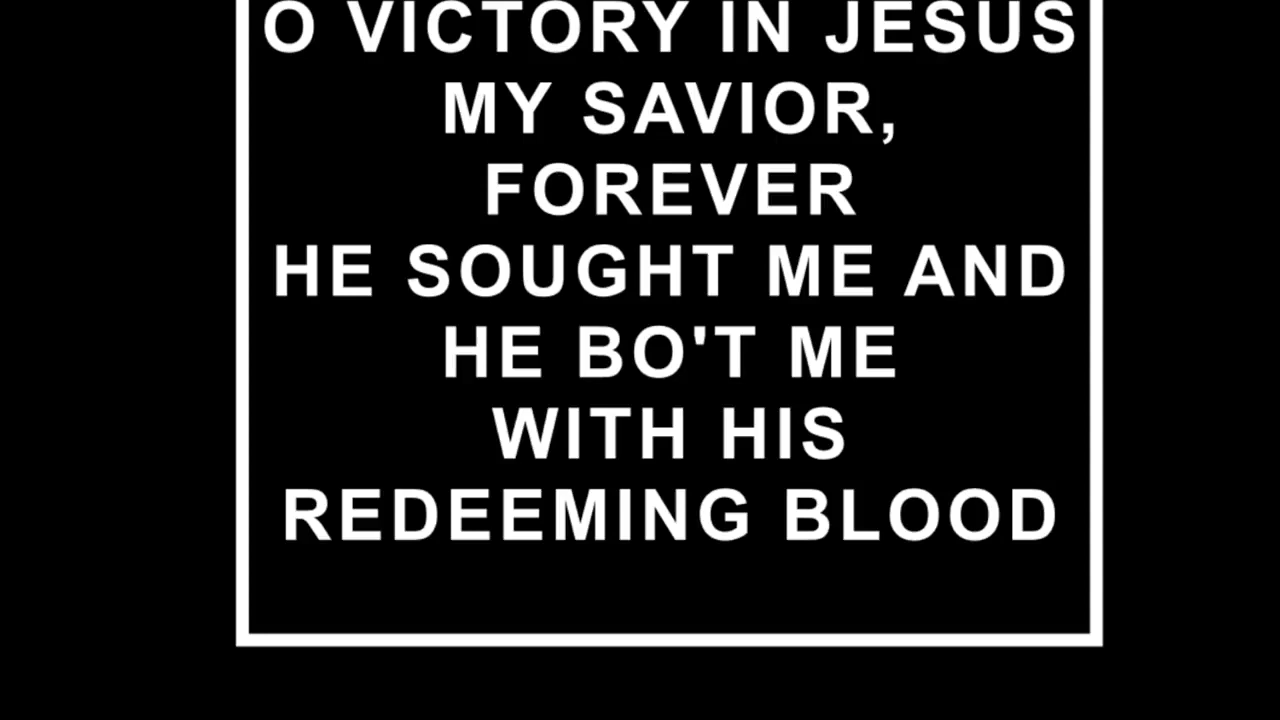 O VICTORY IN JESUS
MY SAVIOR,
FOREVER
HE SOUGHT ME AND
HE BO'T ME
WITH HIS
REDEEMING BLOOD